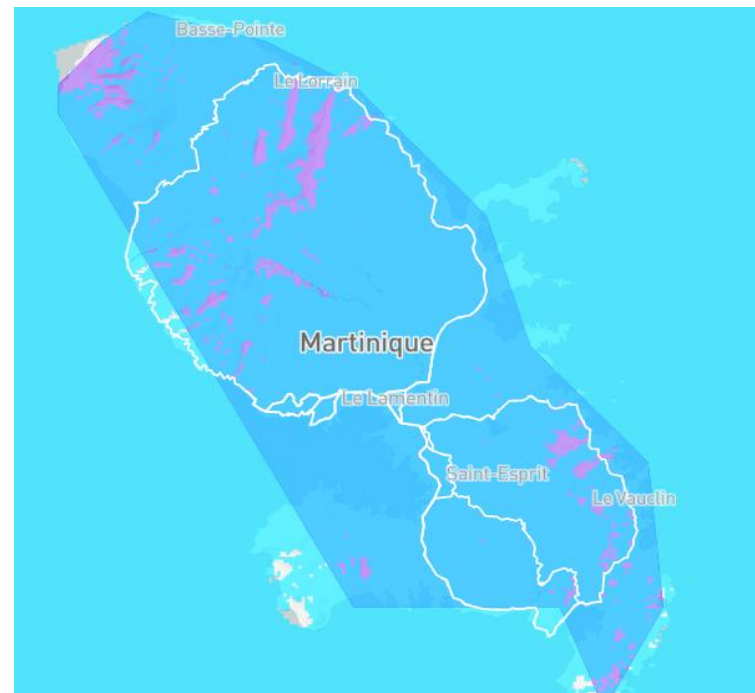 Basse-Pointe
Le Lorrain
Martinique
Le Lamentin
Saint-Esprit
Le Vauclin